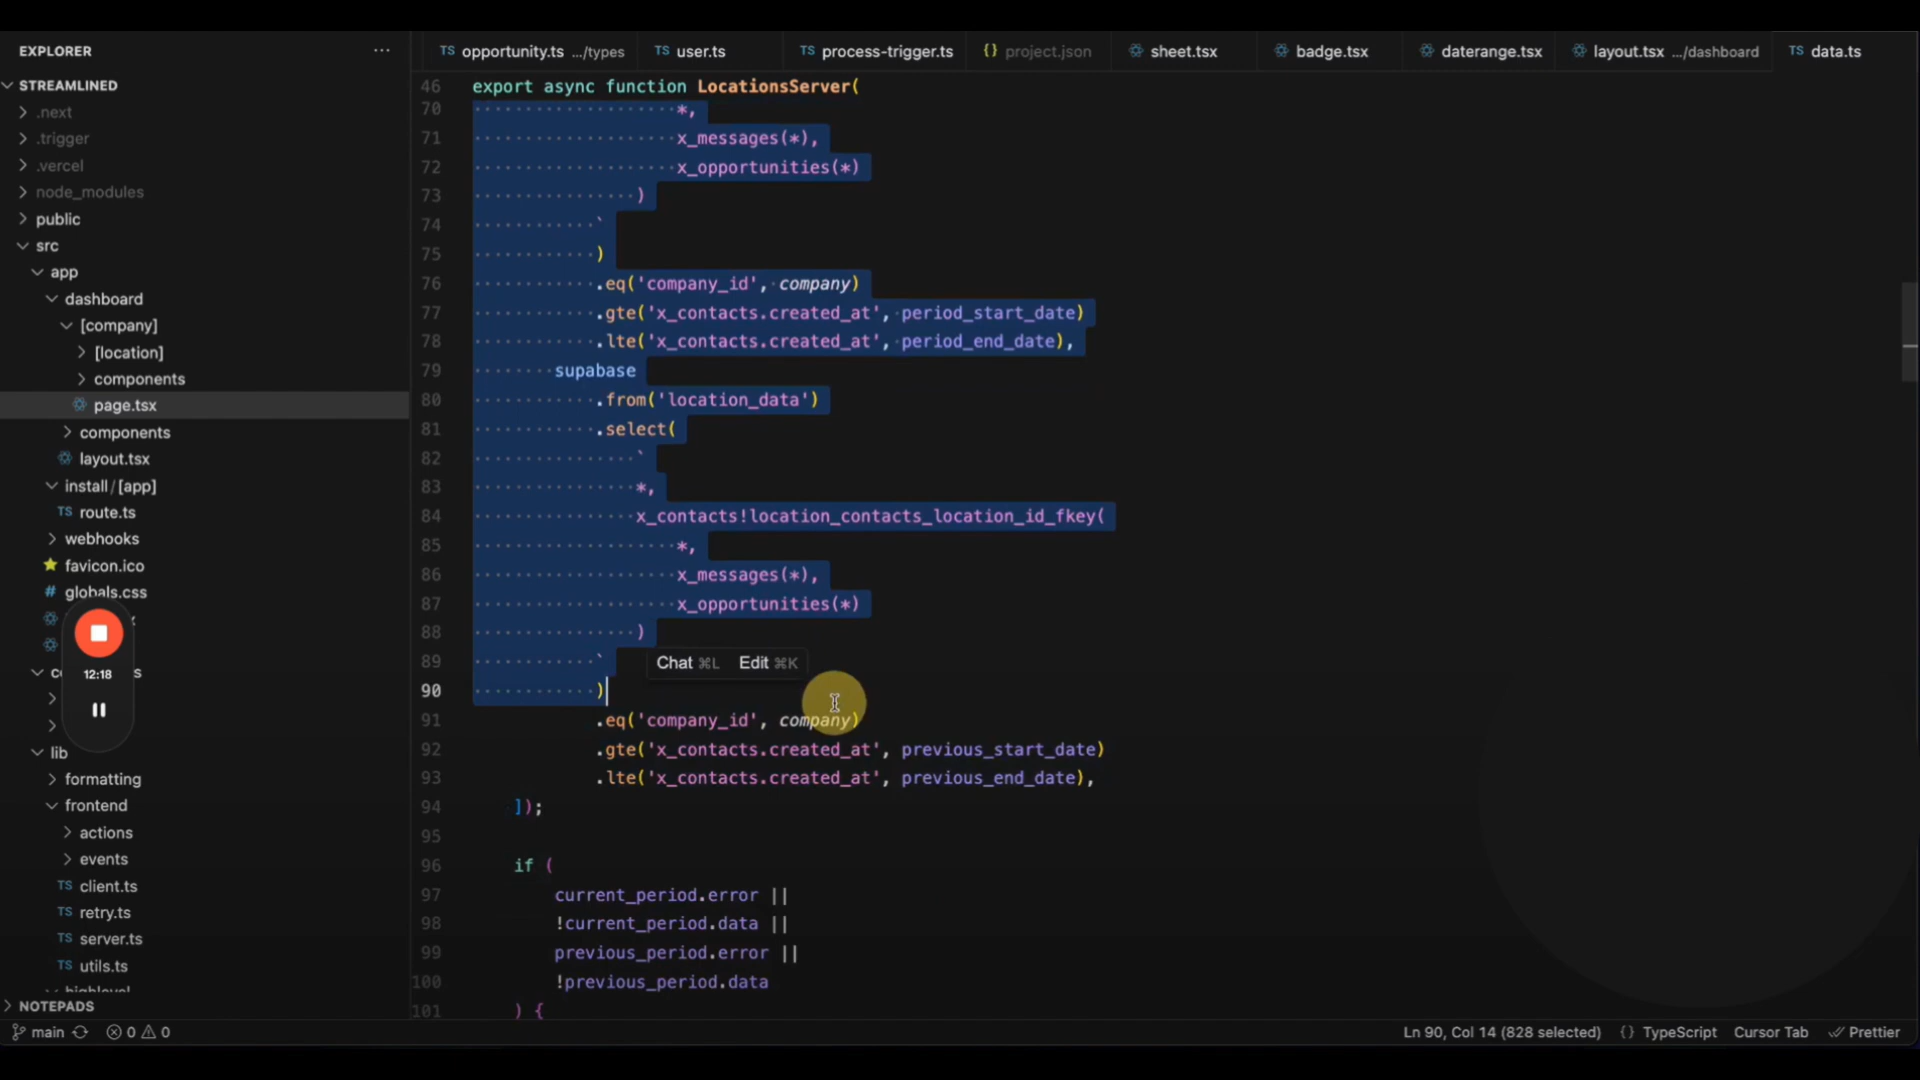 EXPLORER
STREAMLINED
.next
.trigger
.vercel
node_modules
public
src
app
dashboard
[company]
[location]
components
page.tsx
components
layout.tsx
install/[app]
route.ts
webhooks
favicon.ico
globals.css
12:18
lib
formatting
frontend
actions
events
client.ts
retry.ts
server.ts
utils.ts
NOTEPADS
opportunity.ts .../types
user.ts
process-trigger.ts
project.json
sheet.tsx
badge.tsx
daterange.tsx
layout.tsx .../dashboard
data.ts
46 export async function LocationsServer(
70 *,
71 x_messages(*),
72 x_opportunities(*)
73 )
74 `
75 )
76 .eq('company_id', company)
77 .gte('x_contacts.created_at', period_start_date)
78 .lte('x_contacts.created_at', period_end_date),
79 supabase
80 .from('location_data')
81 .select(
82 `
83 *,
84 x_contacts!location_contacts_location_id_fkey(
85 *,
86 x_messages(*),
87 x_opportunities(*)
88 )
89 `
Chat ⌘L Edit ⌘K
90 )
91 .eq('company_id', company)
92 .gte('x_contacts.created_at', previous_start_date)
93 .lte('x_contacts.created_at', previous_end_date),
94 ]);
95
96 if (
97 current_period.error ||
98 !current_period.data ||
99 previous_period.error ||
100 !previous_period.data
101 ) {
main 0 0
Ln 90, Col 14 (828 selected) {} TypeScript Cursor Tab Prettier